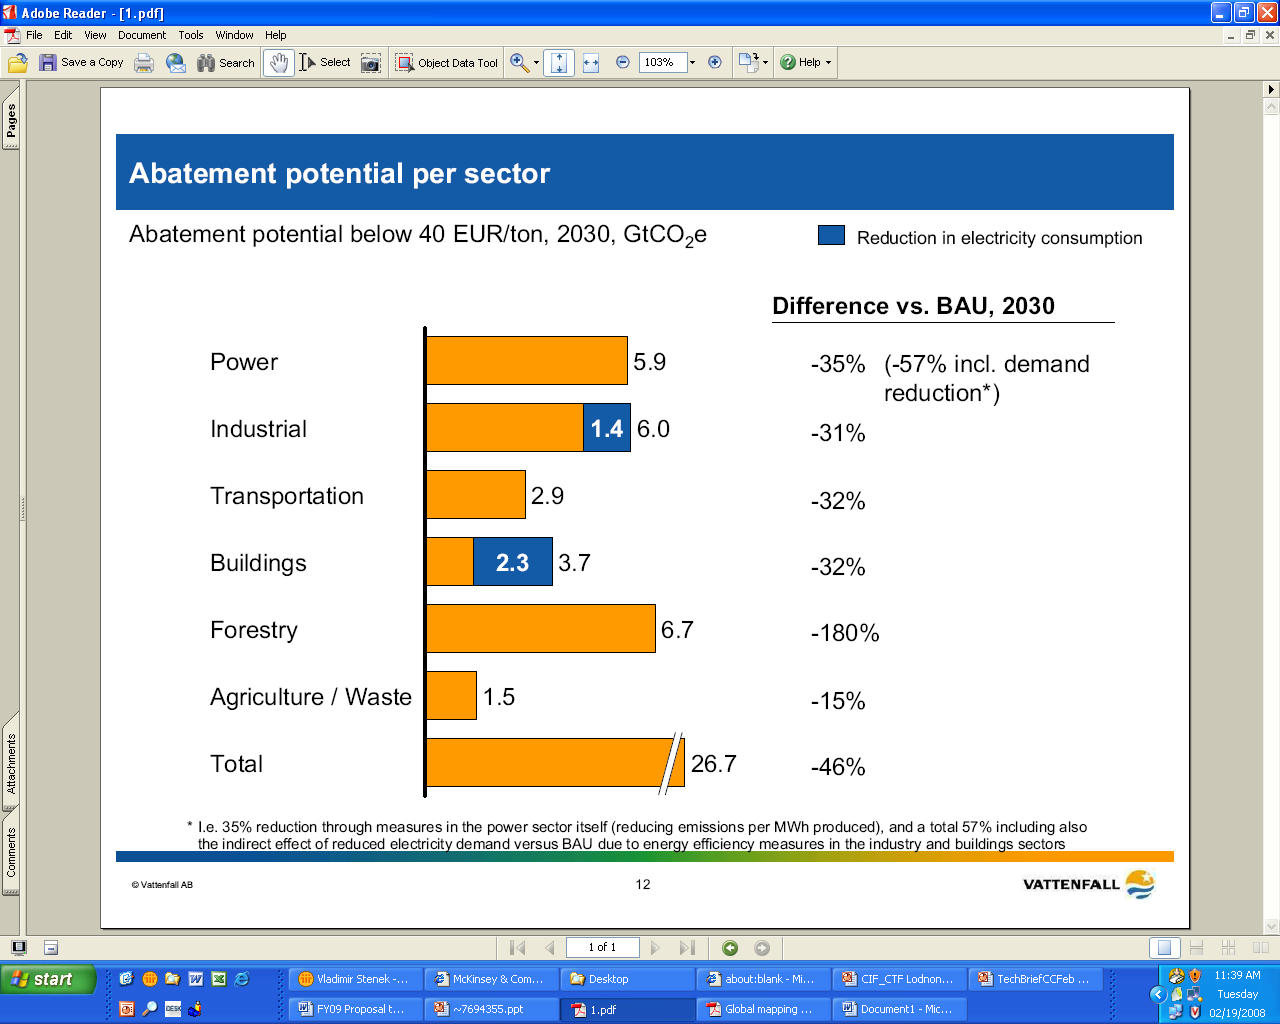 Adobe Reader - [1.pdf]
File Edit View Document Tools Window Help
Save a Copy Search Select Object Data Tool 103% Help
Pages
Attachments
Comments
Abatement potential per sector
Abatement potential below 40 EUR/ton, 2030, GtCO2e
Reduction in electricity consumption
Difference vs. BAU, 2030
Power 5.9 -35% (-57% incl. demand
reduction*)
Industrial 1.4 6.0 -31%
Transportation 2.9 -32%
Buildings 2.3 3.7 -32%
Forestry 6.7 -180%
Agriculture / Waste 1.5 -15%
Total 26.7 -46%
* I.e. 35% reduction through measures in the power sector itself (reducing emissions per MWh produced), and a total 57% including also
the indirect effect of reduced electricity demand versus BAU due to energy efficiency measures in the industry and buildings sectors
© Vattenfall AB 12 VATTENFALL
1 of 1
start Vladimir Stenek -... McKinsey & Com... Desktop about:blank - Mi... CIF_CTF Lodnon... TechBriefCCFeb ... 11:39 AM
Tuesday
DESK FY09 Proposal t... ~7694355.ppt 1.pdf Global mapping ... Document1 - Mic... 02/19/2008